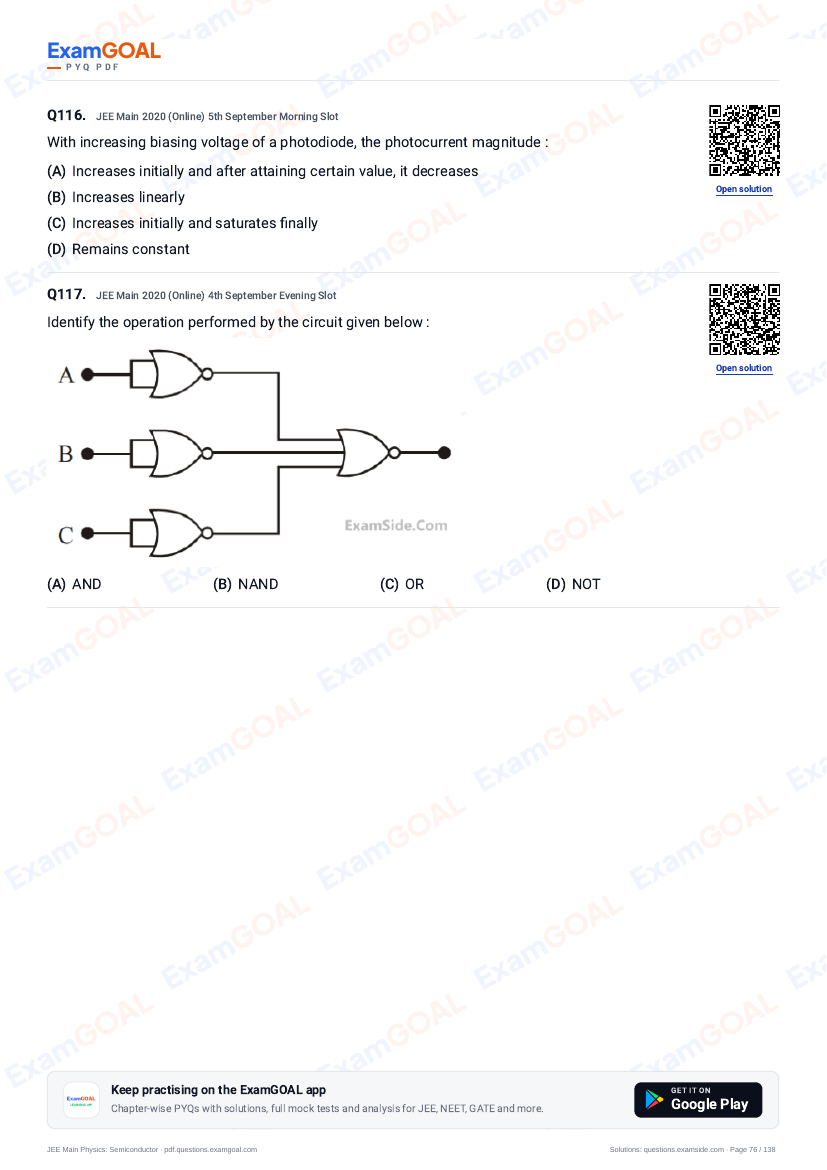 ExamGOAL
PYQ PDF
Q116. JEE Main 2020 (Online) 5th September Morning Slot
With increasing biasing voltage of a photodiode, the photocurrent magnitude :
(A) Increases initially and after attaining certain value, it decreases
(B) Increases linearly
(C) Increases initially and saturates finally
(D) Remains constant
Open solution
Q117. JEE Main 2020 (Online) 4th September Evening Slot
Identify the operation performed by the circuit given below :
Open solution
A
B
C
ExamSide.Com
(A) AND (B) NAND (C) OR (D) NOT
Keep practising on the ExamGOAL app
Chapter-wise PYQs with solutions, full mock tests and analysis for JEE, NEET, GATE and more.
ExamGOAL
GET IT ON
Google Play
JEE Main Physics: Semiconductor · pdf.questions.examgoal.com
Solutions: questions.examside.com · Page 76 / 138